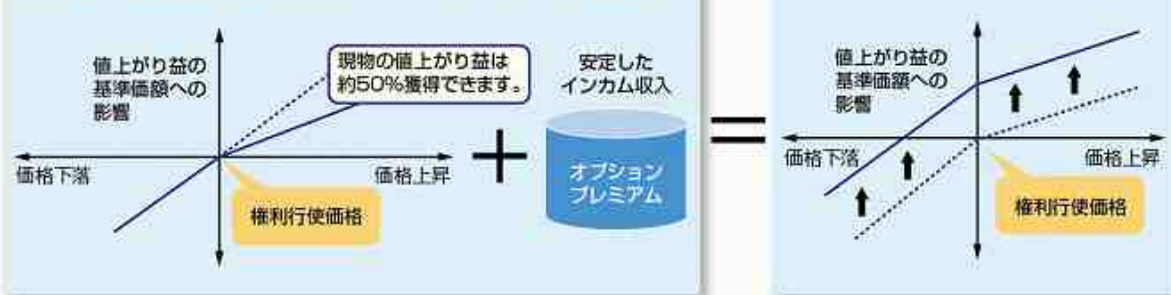 値上がり益の
基準価額への
影響
現物の値上がり益は
約50%獲得できます。
価格下落
価格上昇
権利行使価格
+
安定した
インカム収入
オプション
プレミアム
=
値上がり益の
基準価額への
影響
価格下落
価格上昇
権利行使価格